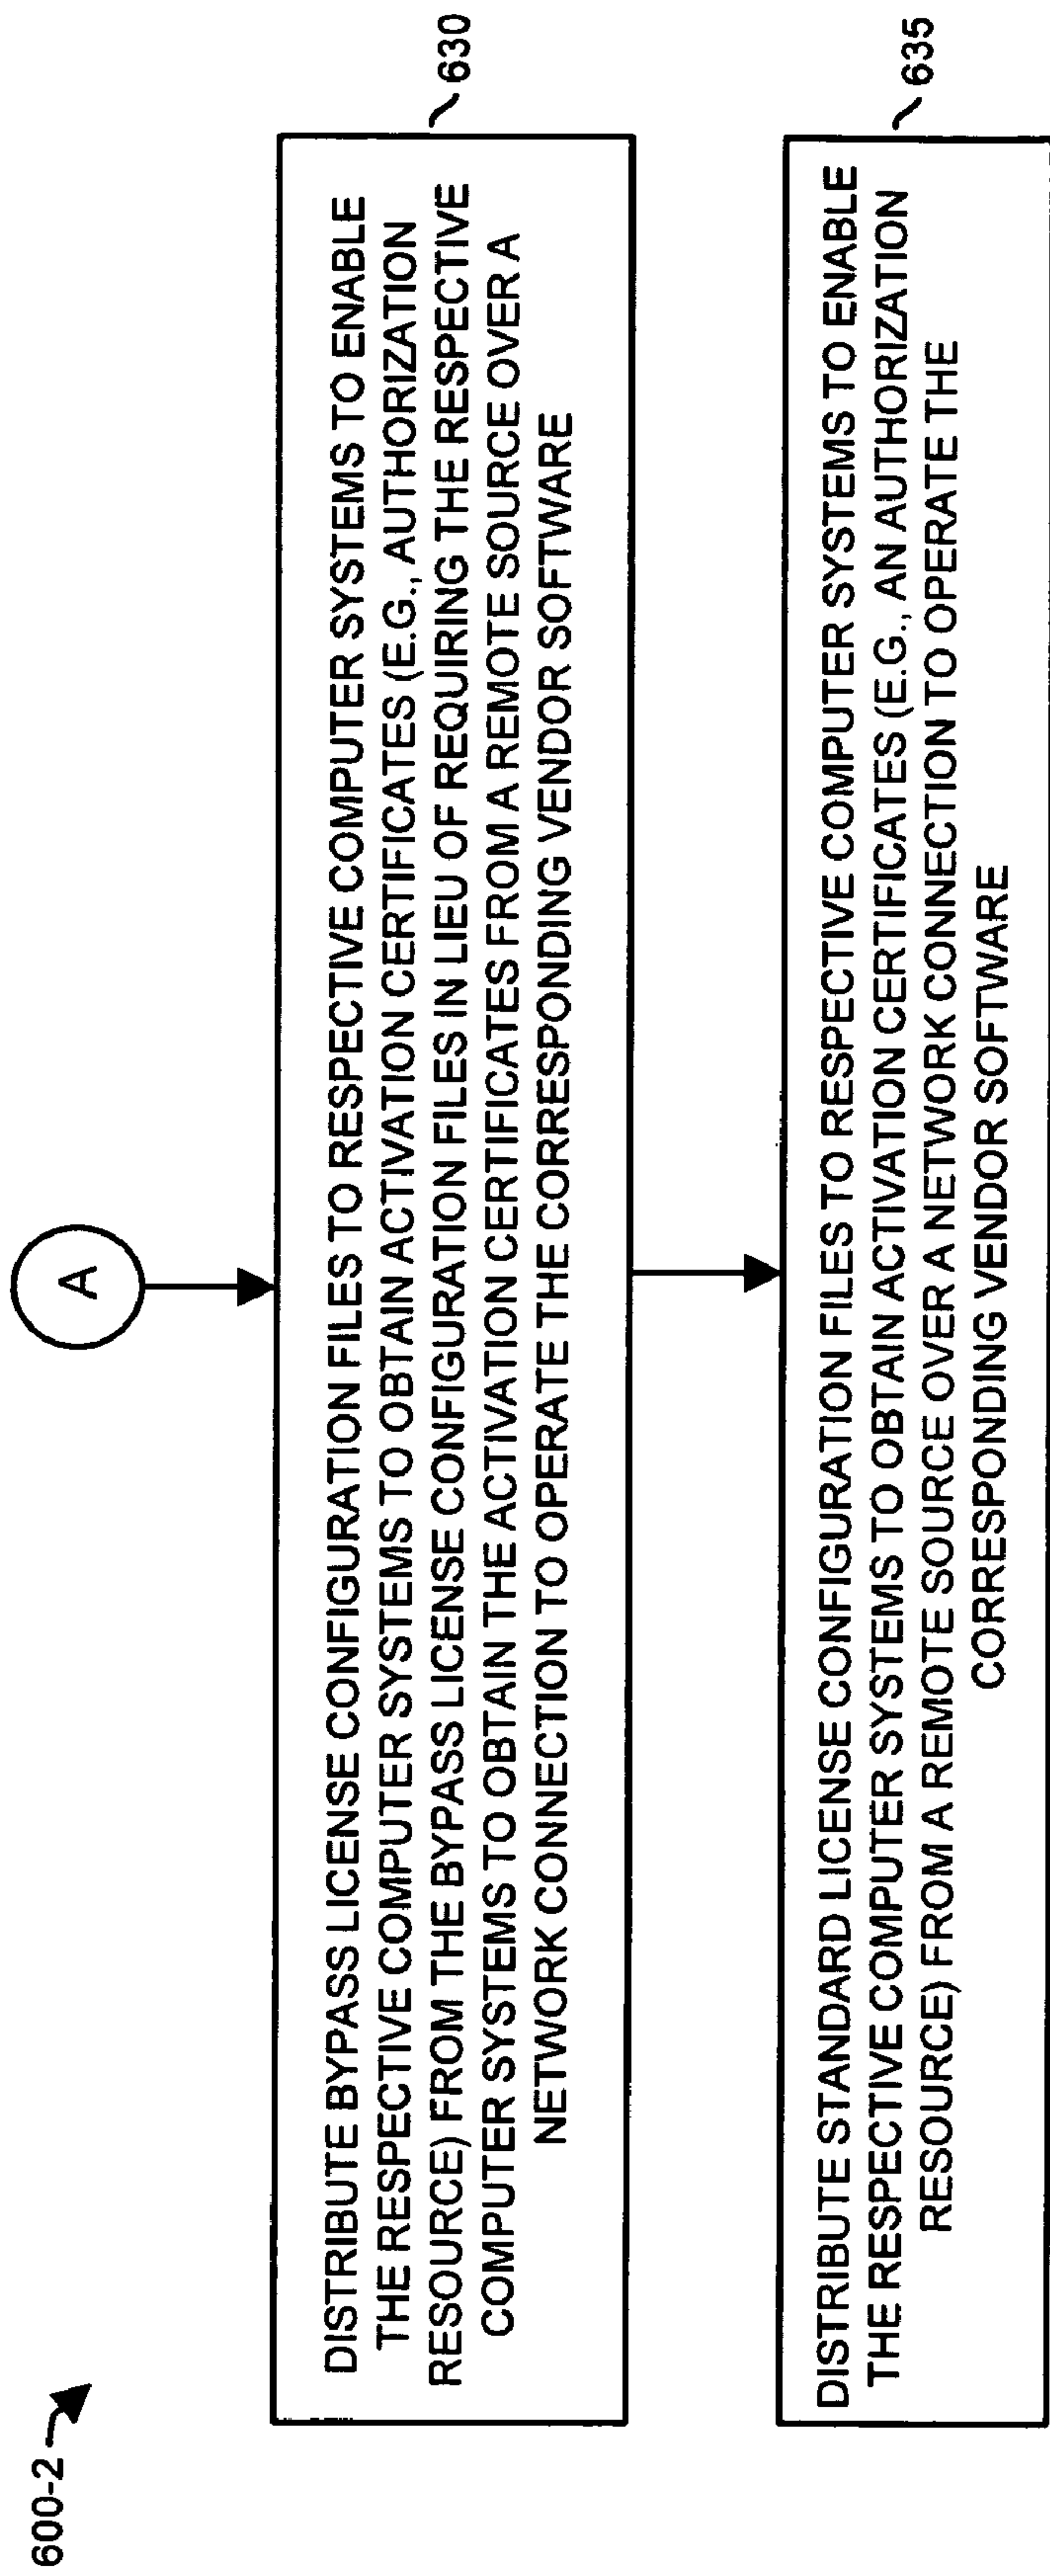 600-2
A
630
DISTRIBUTE BYPASS LICENSE CONFIGURATION FILES TO RESPECTIVE COMPUTER SYSTEMS TO ENABLE
THE RESPECTIVE COMPUTER SYSTEMS TO OBTAIN ACTIVATION CERTIFICATES (E.G., AUTHORIZATION
RESOURCE) FROM THE BYPASS LICENSE CONFIGURATION FILES IN LIEU OF REQUIRING THE RESPECTIVE
COMPUTER SYSTEMS TO OBTAIN THE ACTIVATION CERTIFICATES FROM A REMOTE SOURCE OVER A
NETWORK CONNECTION TO OPERATE THE CORRESPONDING VENDOR SOFTWARE
635
DISTRIBUTE STANDARD LICENSE CONFIGURATION FILES TO RESPECTIVE COMPUTER SYSTEMS TO ENABLE
THE RESPECTIVE COMPUTER SYSTEMS TO OBTAIN ACTIVATION CERTIFICATES (E.G., AN AUTHORIZATION
RESOURCE) FROM A REMOTE SOURCE OVER A NETWORK CONNECTION TO OPERATE THE
CORRESPONDING VENDOR SOFTWARE